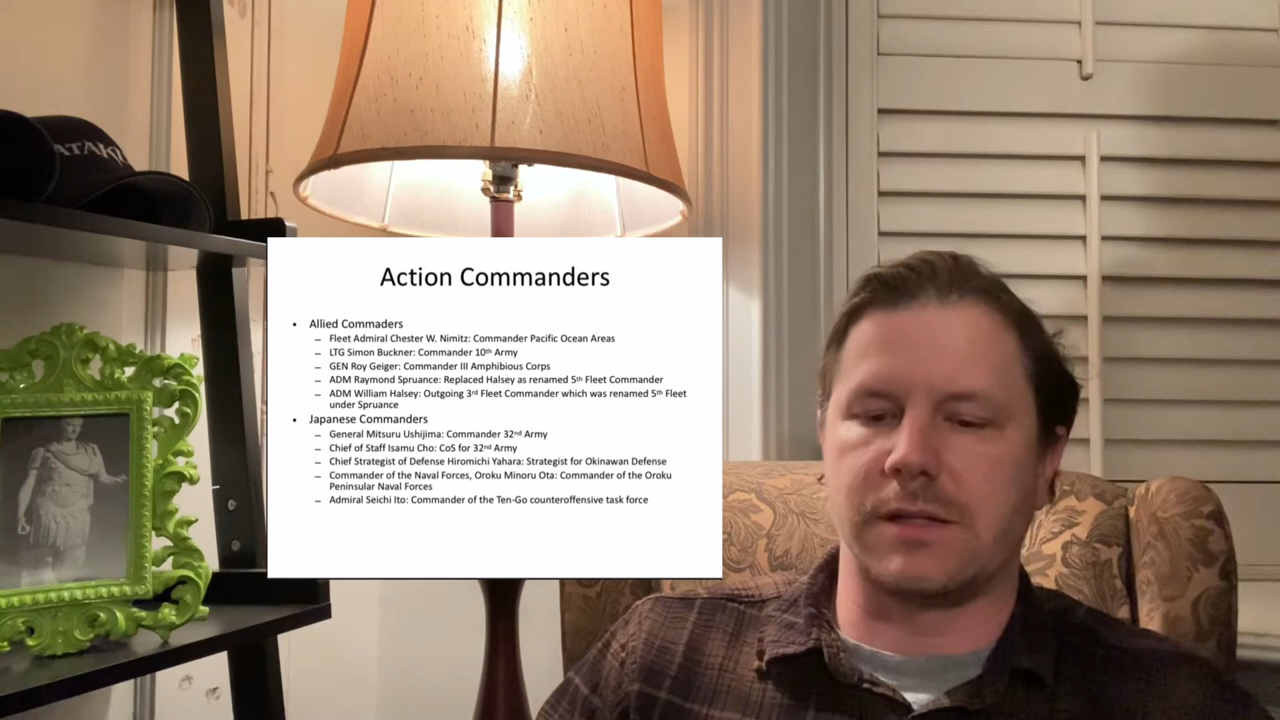 Action Commanders
• Allied Commaders
– Fleet Admiral Chester W. Nimitz: Commander Pacific Ocean Areas
– LTG Simon Buckner: Commander 10th Army
– GEN Roy Geiger: Commander III Amphibious Corps
– ADM Raymond Spruance: Replaced Halsey as renamed 5th Fleet Commander
– ADM William Halsey: Outgoing 3rd Fleet Commander which was renamed 5th Fleet
under Spruance
• Japanese Commanders
– General Mitsuru Ushijima: Commander 32nd Army
– Chief of Staff Isamu Cho: CoS for 32nd Army
– Chief Strategist of Defense Hiromichi Yahara: Strategist for Okinawan Defense
– Commander of the Naval Forces, Oroku Minoru Ota: Commander of the Oroku
Peninsular Naval Forces
– Admiral Seichi Ito: Commander of the Ten-Go counteroffensive task force